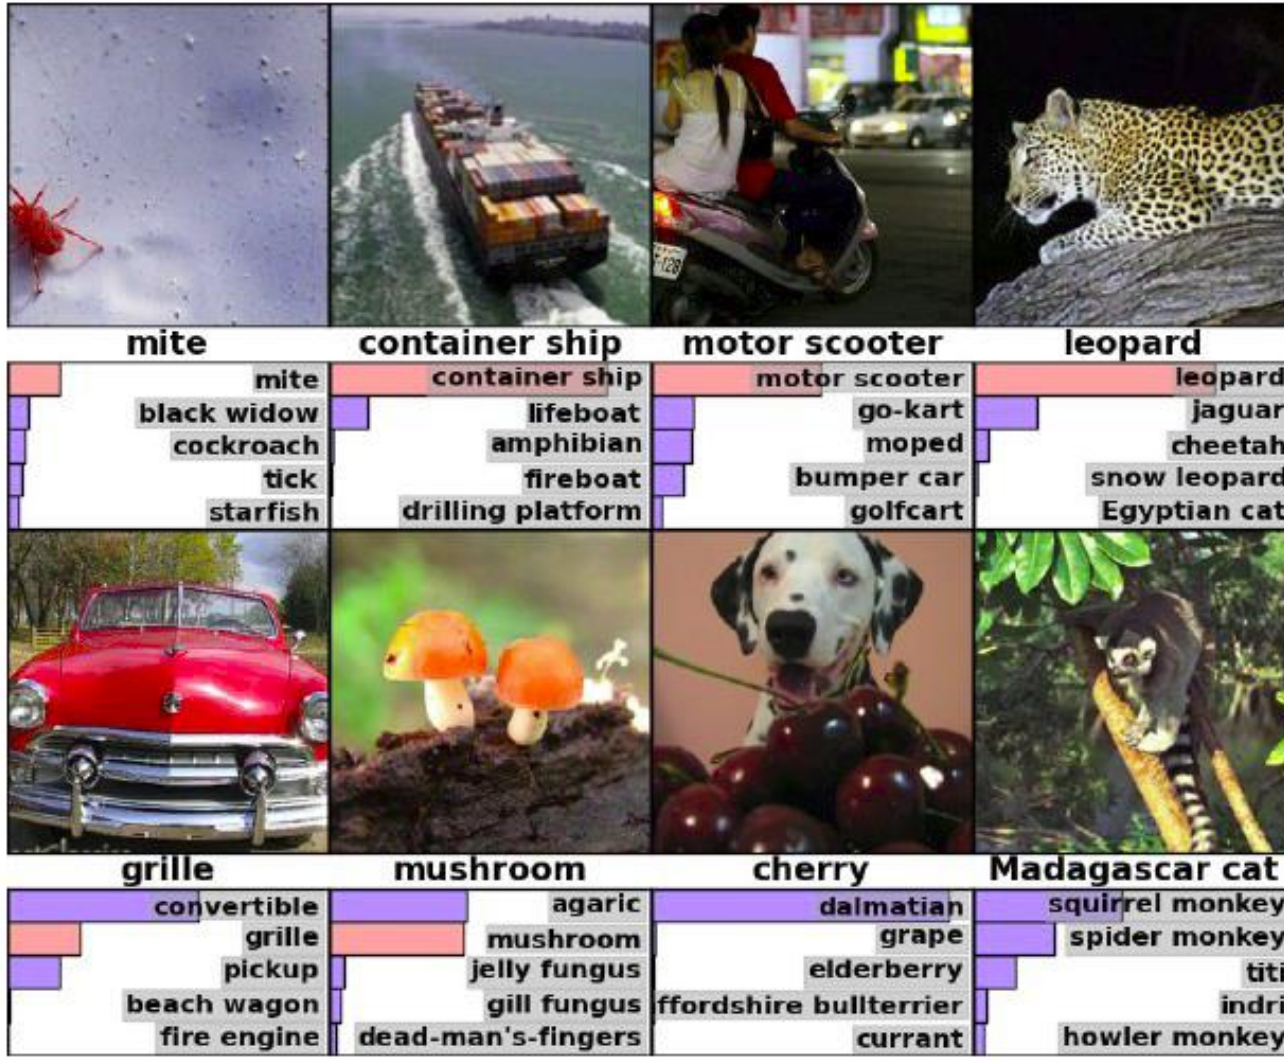 mite
container ship
motor scooter
leopard
mite
black widow
cockroach
tick
starfish
container ship
lifeboat
amphibian
fireboat
drilling platform
motor scooter
go-kart
moped
bumper car
golfcart
leopard
jaguar
cheetah
snow leopard
Egyptian cat
grille
mushroom
cherry
Madagascar cat
convertible
grille
pickup
beach wagon
fire engine
agaric
mushroom
jelly fungus
gill fungus
dead-man's-fingers
dalmatian
grape
elderberry
ffordshire bullterrier
currant
squirrel monkey
spider monkey
titi
indri
howler monkey